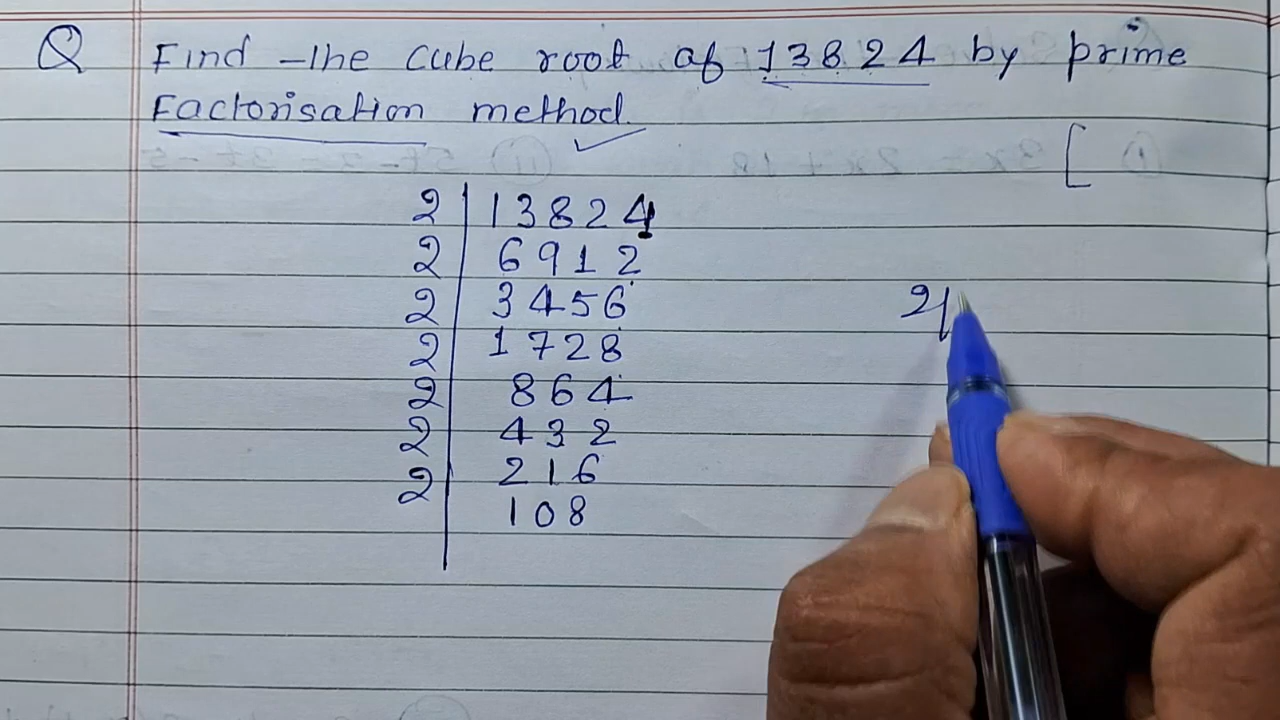 Q Find the cube root of 13824 by prime
Factorisation method.
2 | 13824
2 | 6912
2 | 3456
2 | 1728
2 | 864
2 | 432
2 | 216
2 | 108